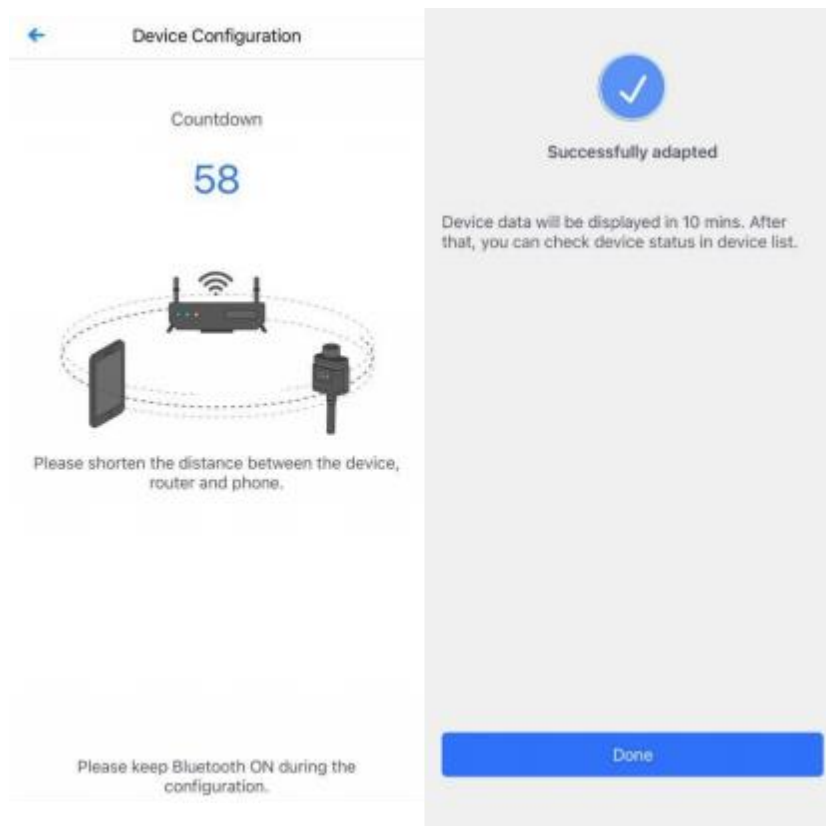 Device Configuration
Countdown
58
Please shorten the distance between the device,
router and phone.
Please keep Bluetooth ON during the
configuration.
Successfully adapted
Device data will be displayed in 10 mins. After
that, you can check device status in device list.
Done